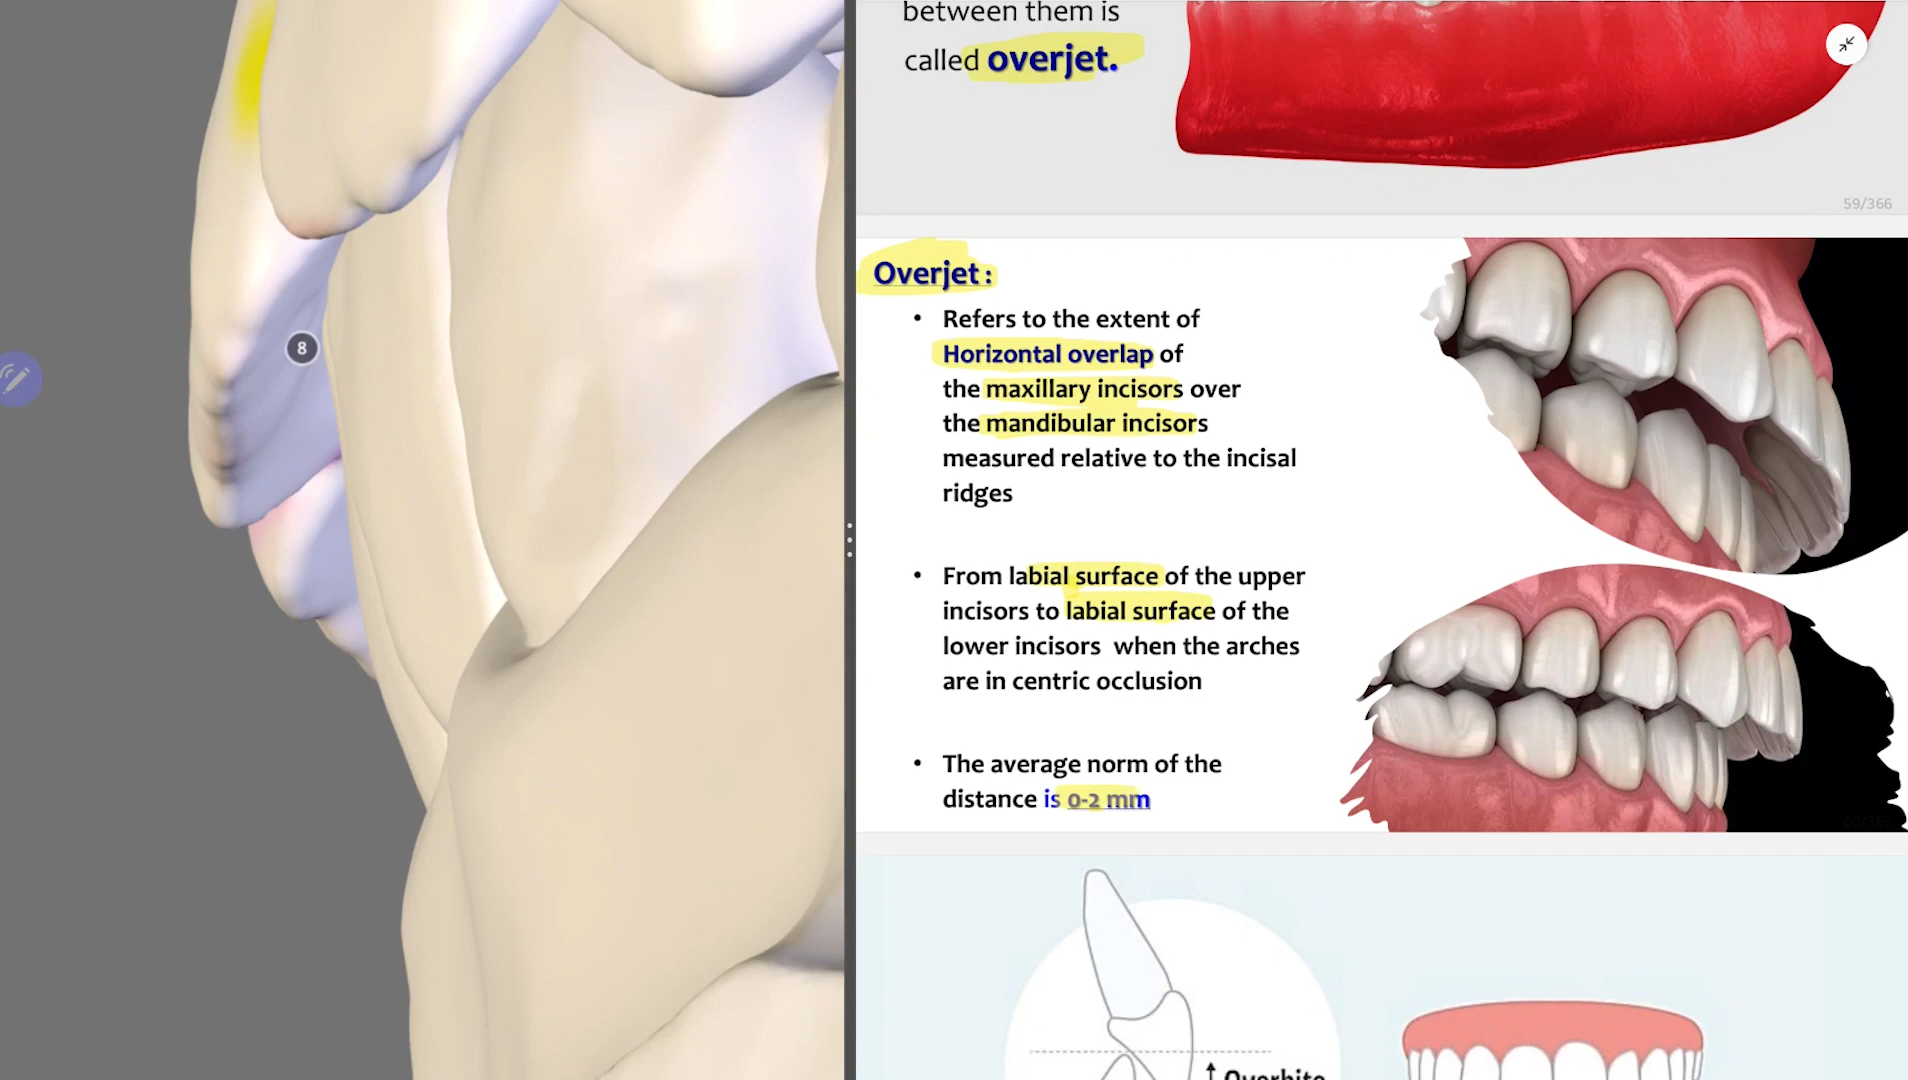 8
between them is
called overjet.
59/366
Overjet :
• Refers to the extent of
Horizontal overlap of
the maxillary incisors over
the mandibular incisors
measured relative to the incisal
ridges
• From labial surface of the upper
incisors to labial surface of the
lower incisors when the arches
are in centric occlusion
• The average norm of the
distance is 0-2 mm
Overbite